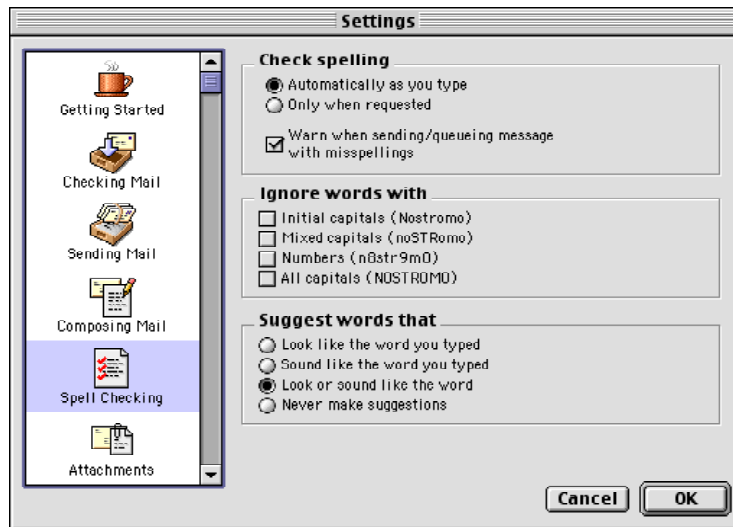 Settings
Getting Started
Checking Mail
Sending Mail
Composing Mail
Spell Checking
Attachments
Check spelling
Automatically as you type
Only when requested
Warn when sending/queueing message
with misspellings
Ignore words with
Initial capitals (Nostromo)
Mixed capitals (noSTRomo)
Numbers (n8str9m0)
All capitals (NOSTROMO)
Suggest words that
Look like the word you typed
Sound like the word you typed
Look or sound like the word
Never make suggestions
Cancel
OK